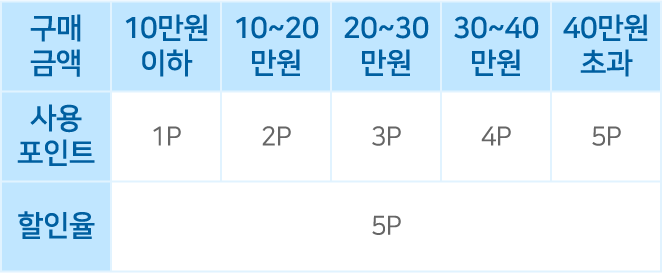 구매 금액
10만원 이하
10~20 만원
20~30 만원
30~40 만원
40만원 초과
사용 포인트
1P
2P
3P
4P
5P
할인율
5P